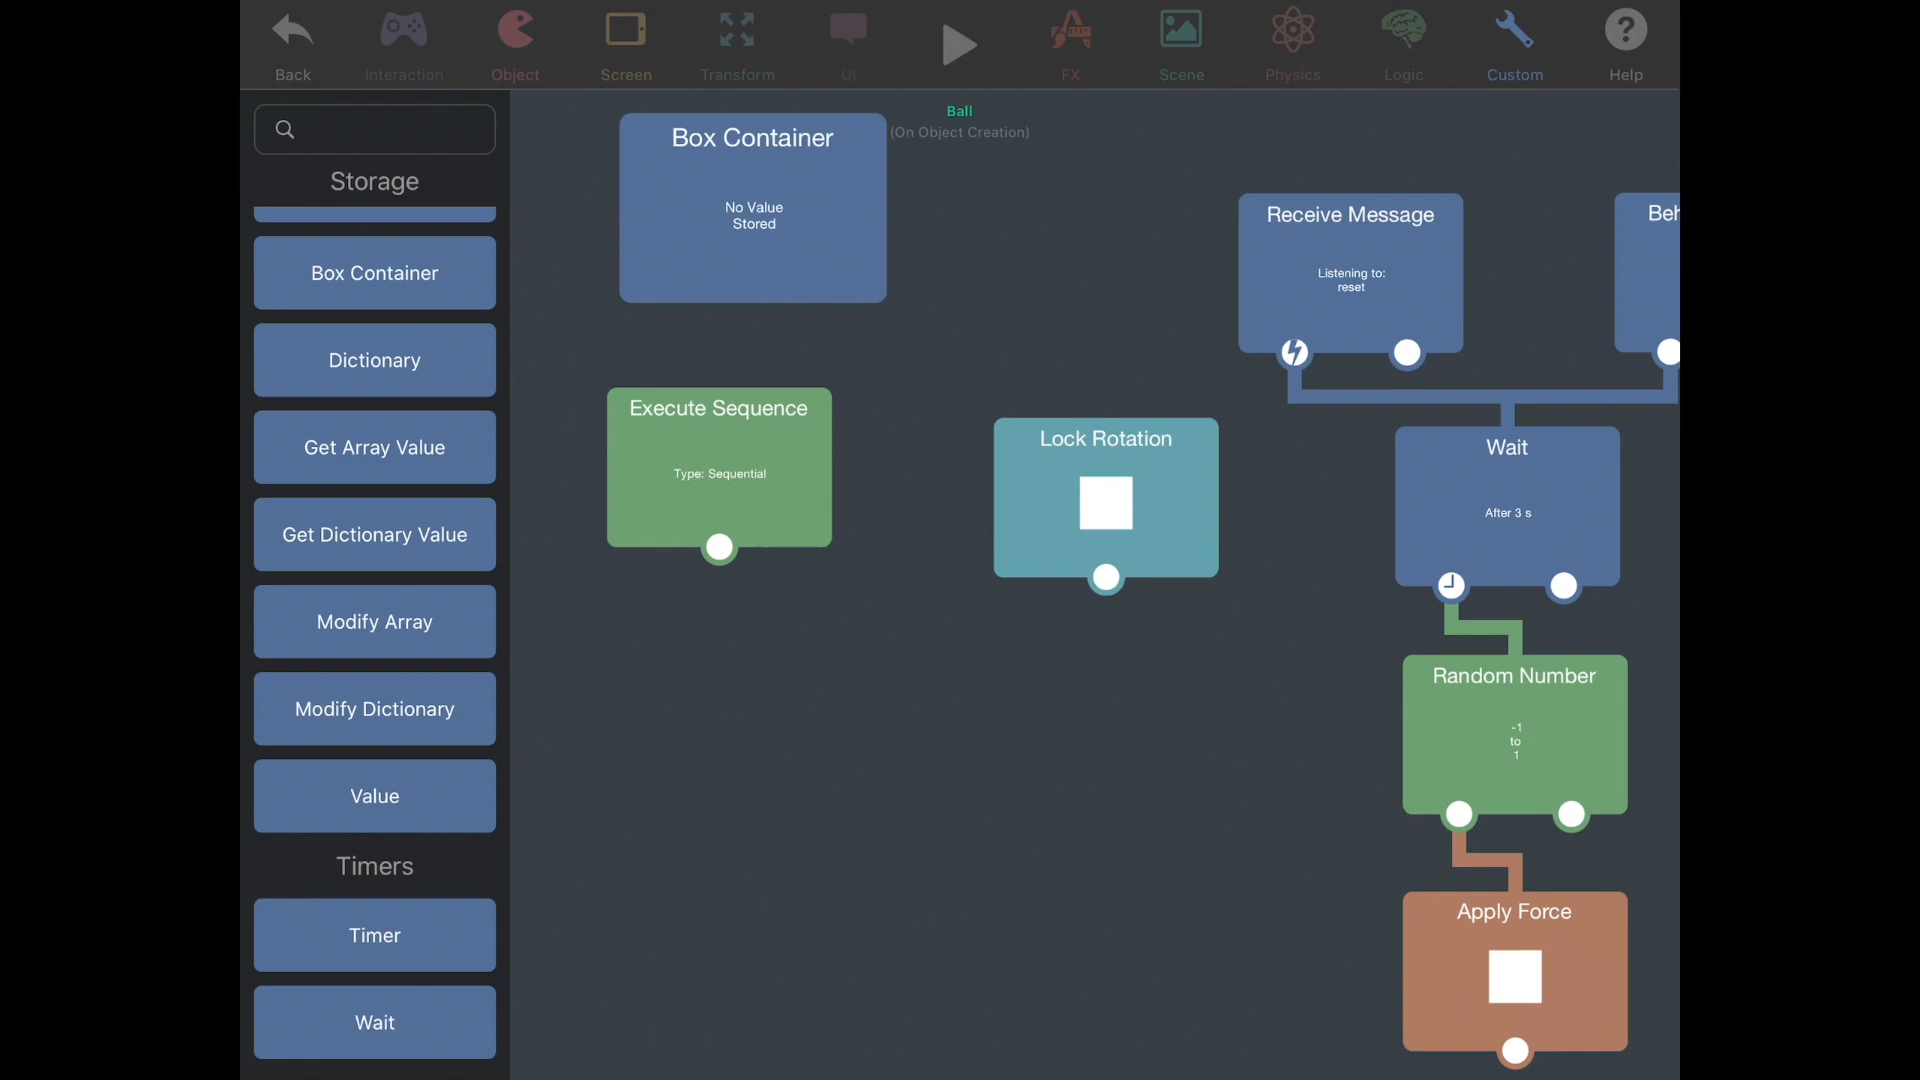 Back
Interaction
Object
Screen
Transform
UI
FX
Scene
Physics
Logic
Custom
Help
Storage
Box Container
Dictionary
Get Array Value
Get Dictionary Value
Modify Array
Modify Dictionary
Value
Timers
Timer
Wait
Ball
(On Object Creation)
Box Container
No Value
Stored
Receive Message
Listening to:
reset
Beh
Execute Sequence
Type: Sequential
Lock Rotation
Wait
After 3 s
Random Number
-1
to
1
Apply Force